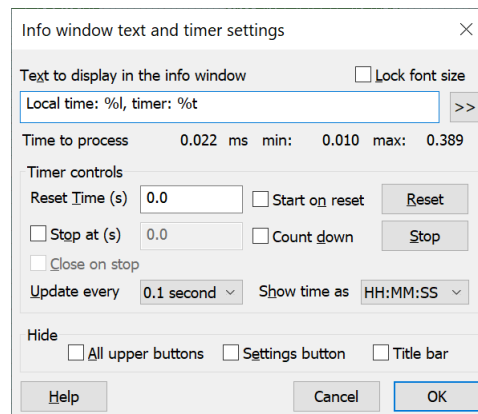 Info window text and timer settings
Text to display in the info window Lock font size
Local time: %l, timer: %t >>
Time to process 0.022 ms min: 0.010 max: 0.389
Timer controls
Reset Time (s) 0.0 Start on reset Reset
Stop at (s) 0.0 Count down Stop
Close on stop
Update every 0.1 second Show time as HH:MM:SS
Hide
All upper buttons Settings button Title bar
Help Cancel OK